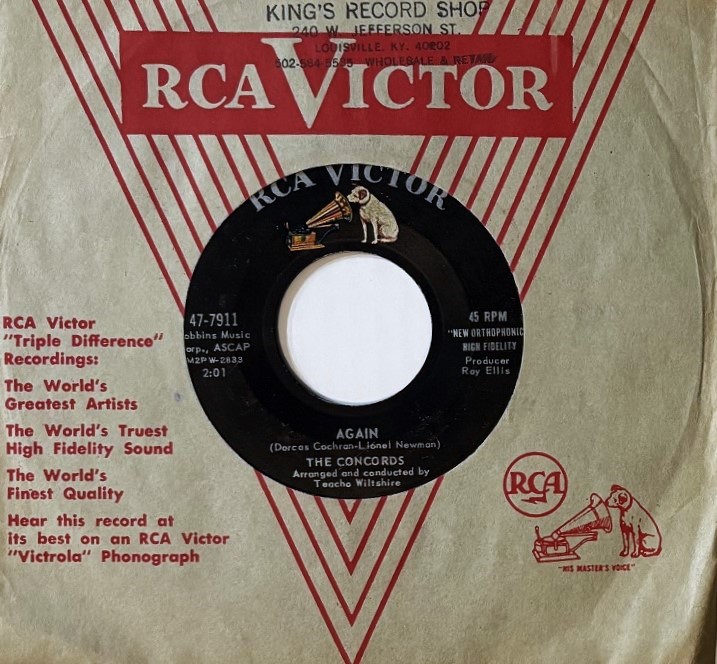 KING'S RECORD SHOP
240 W. JEFFERSON ST.
LOUISVILLE, KY. 40202
WHOLESALE & RETAIL
RCA VICTOR
RCA VICTOR
47-7911
obbins Music
orp., ASCAP
M2PW-2833
2:01
45 RPM
"NEW ORTHOPHONIC
HIGH FIDELITY
Producer
Ray Ellis
AGAIN
(Dorcas Cochran-Lionel Newman)
THE CONCORDS
Arranged and conducted by
Teacho Wiltshire
RCA Victor
"Triple Difference"
Recordings:
The World's
Greatest Artists
The World's Truest
High Fidelity Sound
The World's
Finest Quality
Hear this record at
its best on an RCA Victor
"Victrola" Phonograph
RCA
"HIS MASTER'S VOICE"